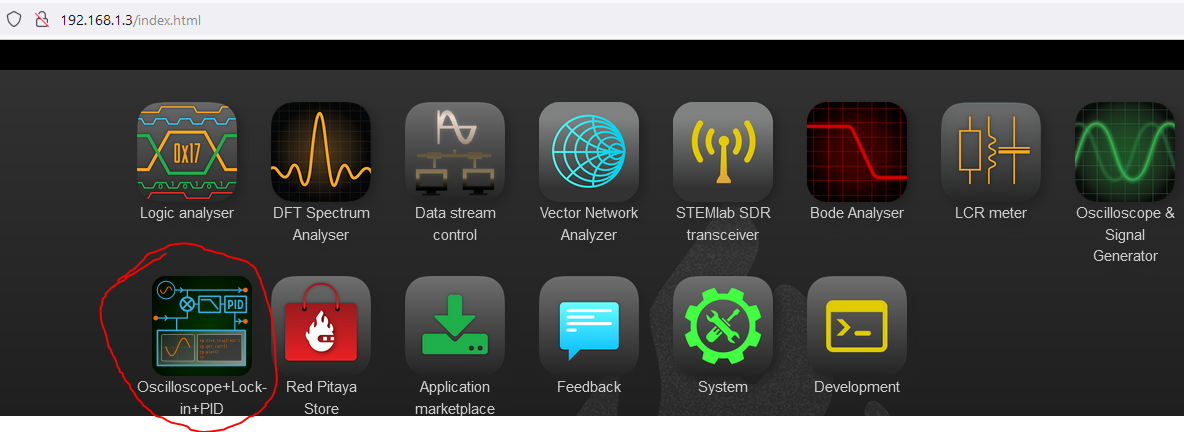 192.168.1.3/index.html
0X17
Logic analyser
DFT Spectrum
Analyser
Data stream
control
Vector Network
Analyzer
STEMlab SDR
transceiver
Bode Analyser
LCR meter
Oscilloscope &
Signal
Generator
PID
Oscilloscope+Lock-
in+PID
Red Pitaya
Store
Application
marketplace
Feedback
System
Development